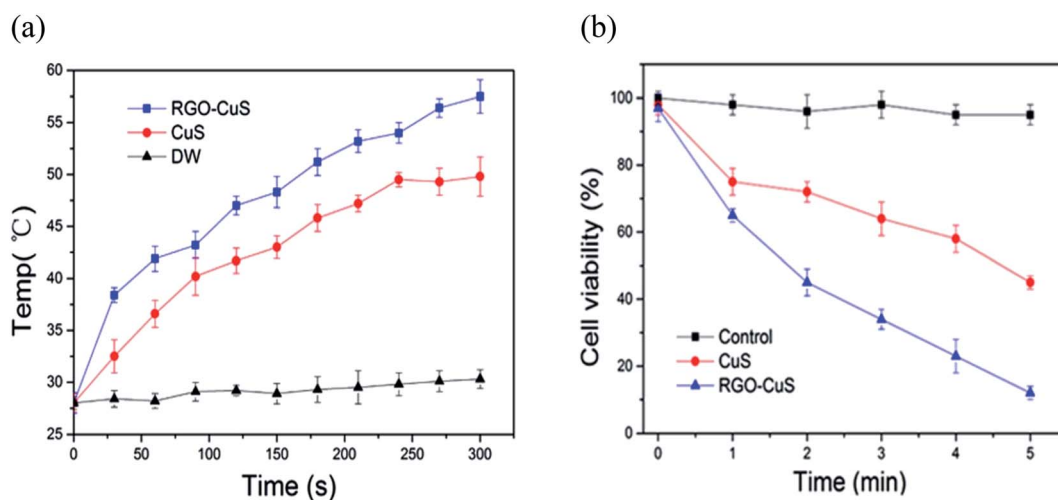 (a)
(b)
60
55
50
45
40
35
30
25
Temp( ℃)
RGO-CuS
CuS
DW
0
50
100
150
200
250
300
Time (s)
100
80
60
40
20
0
Cell viability (%)
Control
CuS
RGO-CuS
0
1
2
3
4
5
Time (min)